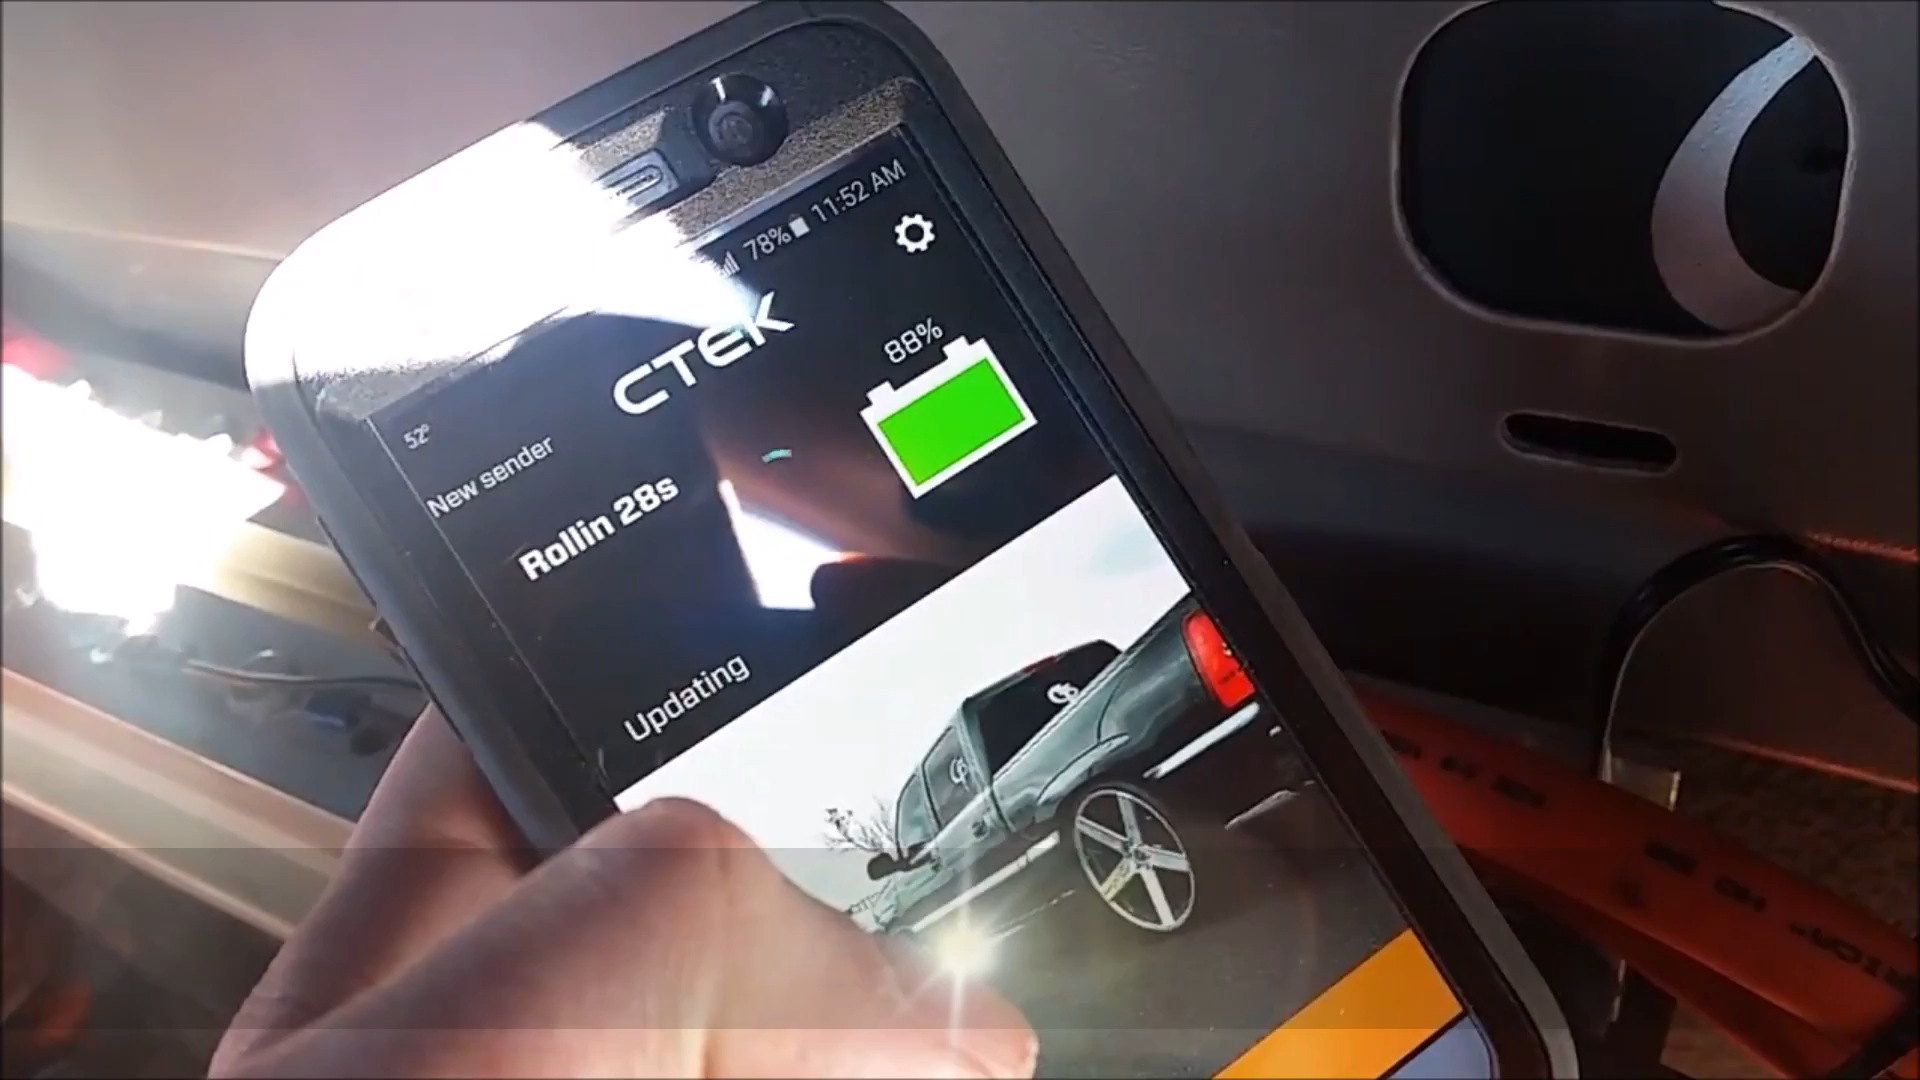 78% 11:52 AM
CTEK
52°
New sender
88%
Rollin 28s
Updating